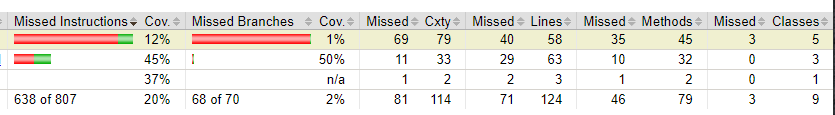 Missed Instructions Cov. Missed Branches Cov. Missed Cxty Missed Lines Missed Methods Missed Classes
12% 1% 69 79 40 58 35 45 3 5
45% 50% 11 33 29 63 10 32 0 3
37% n/a 1 2 2 3 1 2 0 1
638 of 807 20% 68 of 70 2% 81 114 71 124 46 79 3 9